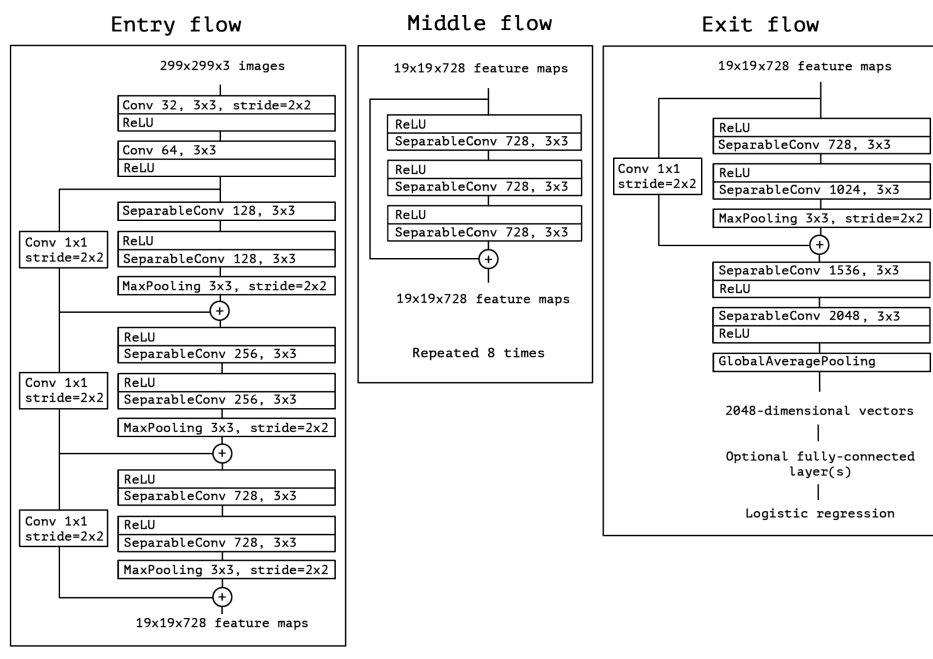 Entry flow
299x299x3 images
Conv 32, 3x3, stride=2x2
ReLU
Conv 64, 3x3
ReLU
SeparableConv 128, 3x3
Conv 1x1
stride=2x2
ReLU
SeparableConv 128, 3x3
MaxPooling 3x3, stride=2x2
+
ReLU
SeparableConv 256, 3x3
Conv 1x1
stride=2x2
ReLU
SeparableConv 256, 3x3
MaxPooling 3x3, stride=2x2
+
ReLU
SeparableConv 728, 3x3
Conv 1x1
stride=2x2
ReLU
SeparableConv 728, 3x3
MaxPooling 3x3, stride=2x2
+
19x19x728 feature maps
Middle flow
19x19x728 feature maps
ReLU
SeparableConv 728, 3x3
ReLU
SeparableConv 728, 3x3
ReLU
SeparableConv 728, 3x3
+
19x19x728 feature maps
Repeated 8 times
Exit flow
19x19x728 feature maps
ReLU
SeparableConv 728, 3x3
Conv 1x1
stride=2x2
ReLU
SeparableConv 1024, 3x3
MaxPooling 3x3, stride=2x2
+
SeparableConv 1536, 3x3
ReLU
SeparableConv 2048, 3x3
ReLU
GlobalAveragePooling
2048-dimensional vectors
Optional fully-connected
layer(s)
Logistic regression